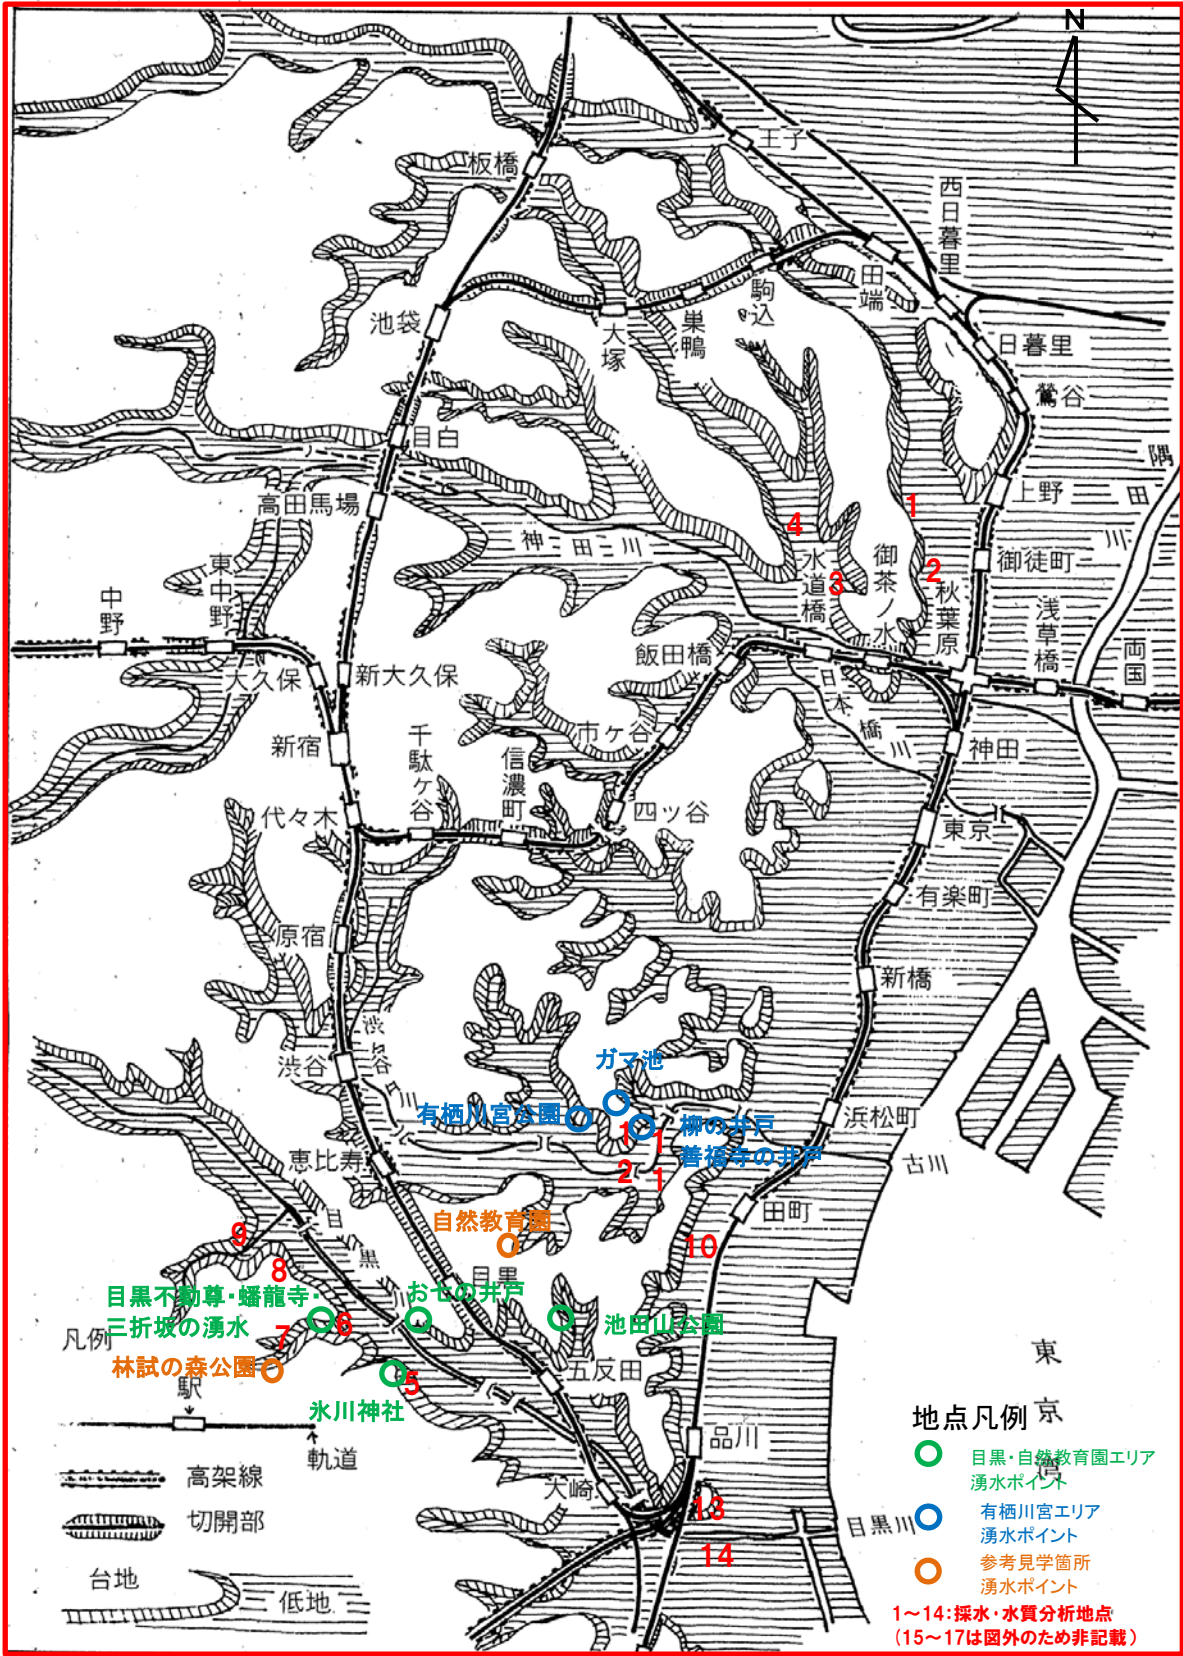 N
王子
板橋
西日暮里
田端
駒込
池袋
大塚
巣鴨
日暮里
鶯谷
目白
隅田川
上野
高田馬場
1
4
神田川
御徒町
東中野
中野
水道橋
3
御茶ノ水
2
秋葉原
浅草橋
両国
飯田橋
大久保
新大久保
日本橋川
市ヶ谷
新宿
千駄ヶ谷
信濃町
神田
代々木
四ッ谷
東京
有楽町
原宿
新橋
渋谷
渋谷川
ガマ池
有栖川宮公園
柳の井戸
善福寺の井戸
浜松町
11
12
恵比寿
古川
田町
自然教育園
9
8
10
目黒川
目黒
お七の井戸
目黒不動尊・蟠龍寺・
三折坂の湧水
6
7
池田山公園
凡例
林試の森公園
五反田
5
氷川神社
駅
軌道
高架線
切開部
台地
低地
品川
大崎
13
14
目黒川
東京湾
地点凡例
目黒・自然教育園エリア
湧水ポイント
有栖川宮エリア
湧水ポイント
参考見学箇所
湧水ポイント
1～14：採水・水質分析地点
（15～17は図外のため非記載）